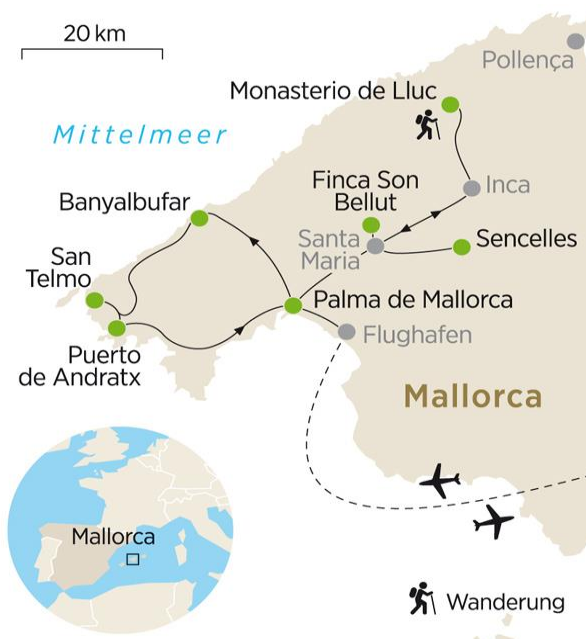 20 km
Pollença
Monasterio de Lluc
Mittelmeer
Finca Son
Bellut
Inca
Banyalbufar
Santa
Maria
Sencelles
San
Telmo
Palma de Mallorca
Flughafen
Puerto
de Andratx
Mallorca
Mallorca
Wanderung